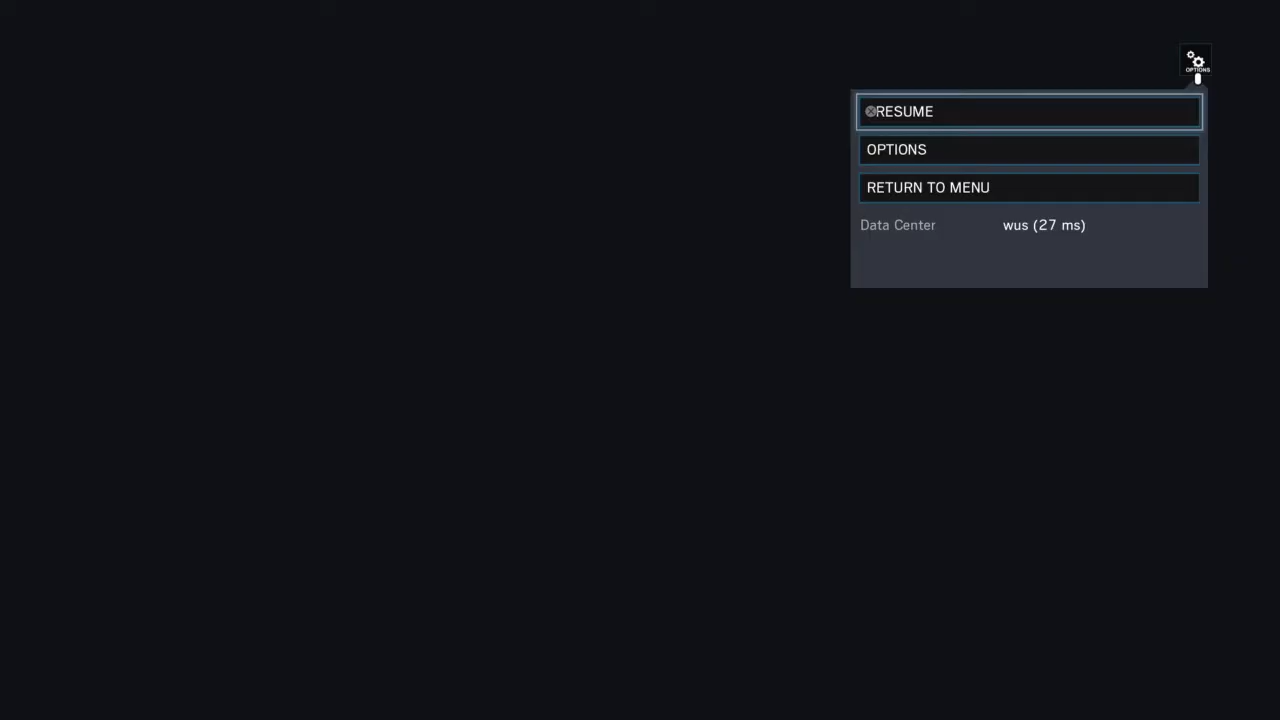 OPTIONS
RESUME
OPTIONS
RETURN TO MENU
Data Center wus (27 ms)